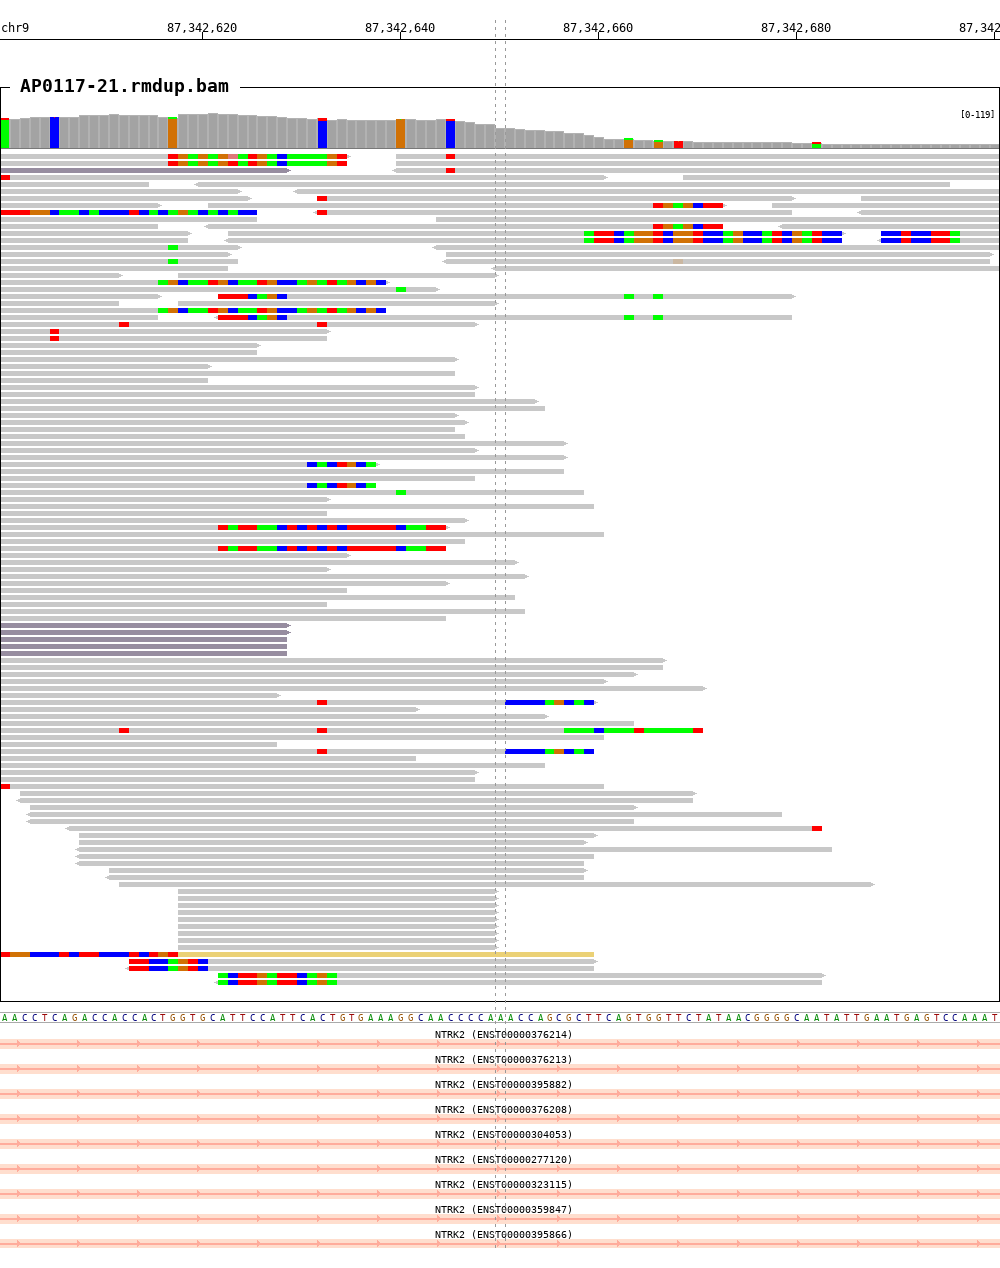 chr9 87,342,620 87,342,640 87,342,660 87,342,680 87,342
AP0117-21.rmdup.bam
[0-119]
AACCTCAGACCACCACTGGTGCATTCCATTCACTGTGAAAGGCAACCCCAAACCAGCGCTTCAGTGGTTCTATAACGGGGCAATATTGAATGAGTCCAAAT
NTRK2 (ENST00000376214)
NTRK2 (ENST00000376213)
NTRK2 (ENST00000395882)
NTRK2 (ENST00000376208)
NTRK2 (ENST00000304053)
NTRK2 (ENST00000277120)
NTRK2 (ENST00000323115)
NTRK2 (ENST00000359847)
NTRK2 (ENST00000395866)